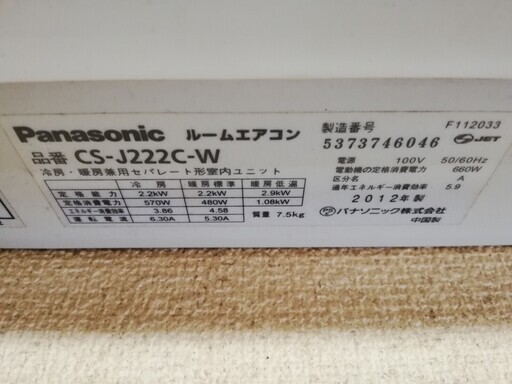 Panasonic ルームエアコン
品番 CS-J222C-W
冷房・暖房兼用セパレート形室内ユニット
冷房 暖房標準 暖房低温
定格能力 2.2kW 2.2kW 2.9kW
定格消費電力 570W 480W 1.08kW
エネルギー消費効率 3.86 4.58
運転電流 6.30A 5.30A 質量 7.5kg
F112033
製造番号 5373746046 JET
電源 100V 50/60Hz
電動機の定格消費電力 660W
区分名 A
通年エネルギー消費効率 5.9
2012年製
パナソニック株式会社
中国製